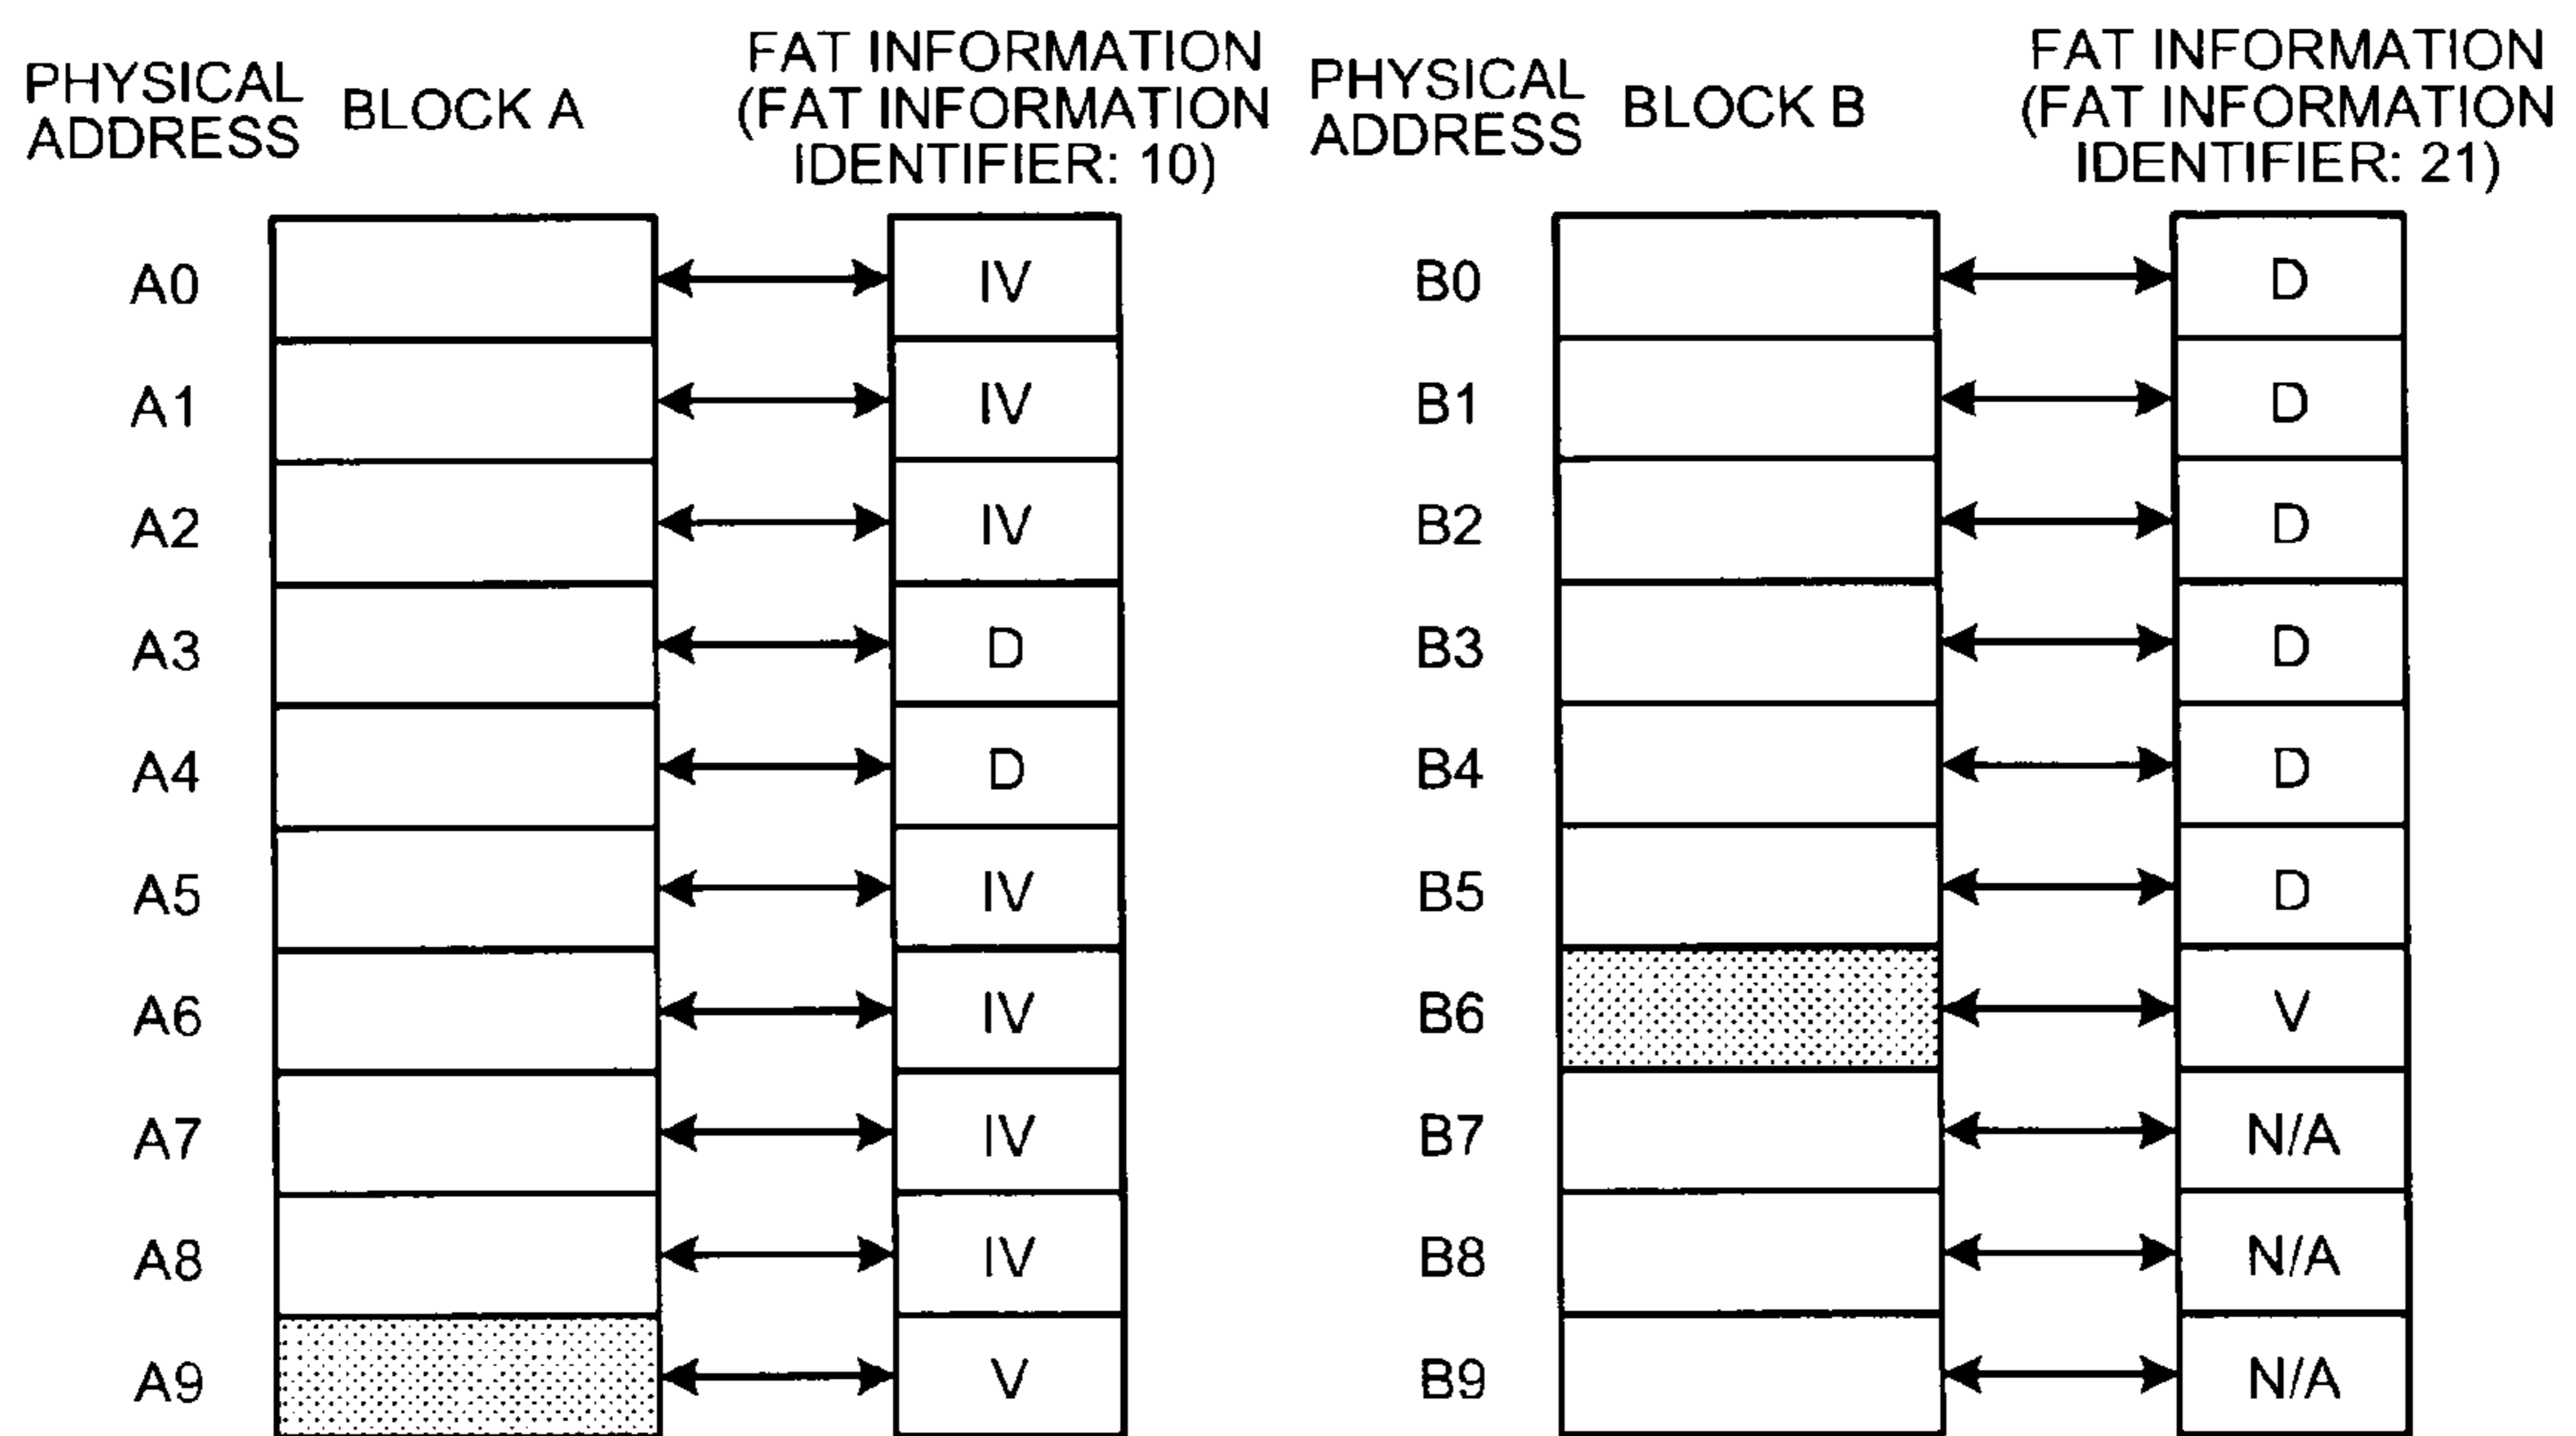 PHYSICAL
ADDRESS
BLOCK A
FAT INFORMATION
(FAT INFORMATION
IDENTIFIER: 10)
A0 IV
A1 IV
A2 IV
A3 D
A4 D
A5 IV
A6 IV
A7 IV
A8 IV
A9 V
PHYSICAL
ADDRESS
BLOCK B
FAT INFORMATION
(FAT INFORMATION
IDENTIFIER: 21)
B0 D
B1 D
B2 D
B3 D
B4 D
B5 D
B6 V
B7 N/A
B8 N/A
B9 N/A